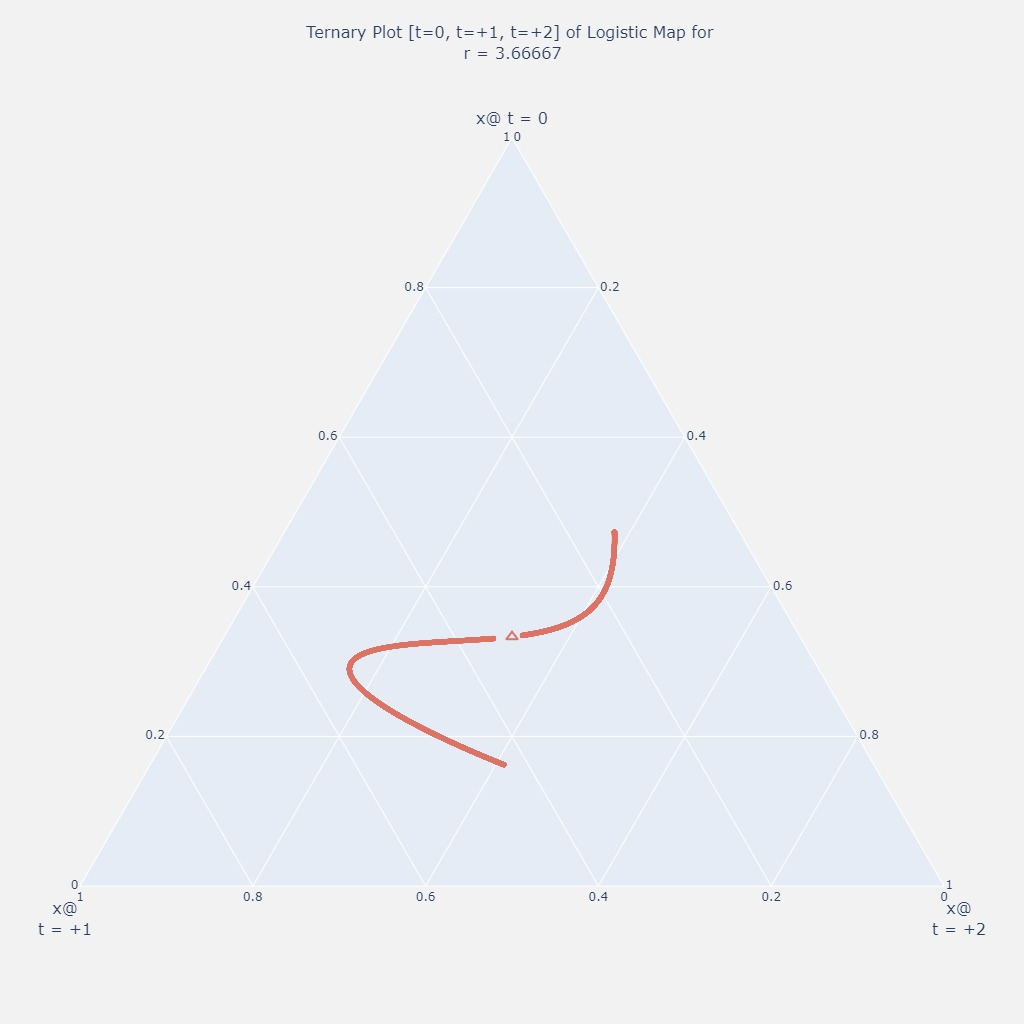 Ternary Plot [t=0, t=+1, t=+2] of Logistic Map for
r = 3.66667
x@ t = 0
1 0
0.8 0.2
0.6 0.4
0.4 0.6
0.2 0.8
0 1
1 0.8 0.6 0.4 0.2 0
x@ x@
t = +1 t = +2